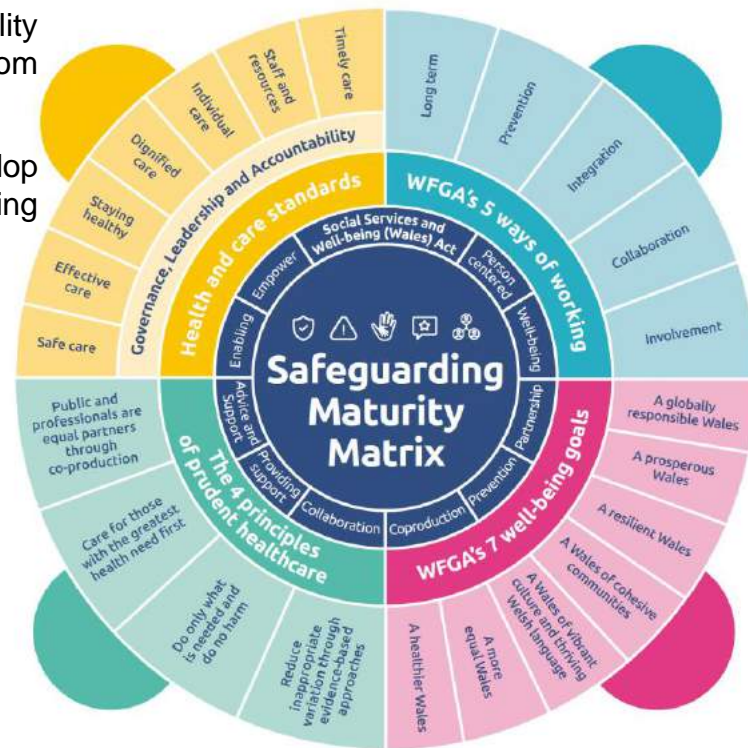 lity
om
lop
ing
Safe care
Effective
care
Staying
healthy
Dignified
care
Individual
care
Staff and
resources
Timely care
Governance, Leadership and Accountability
Health and care standards
Long term
Prevention
Integration
Collaboration
Involvement
WFGA's 5 ways of working
Social Services and
Well-being (Wales) Act
Person
centered
Well-being
Partnership
Prevention
Coproduction
Collaboration
Providing
support
Advice and
Support
Enabling
Empower
Safeguarding
Maturity
Matrix
A globally
responsible Wales
A prosperous
Wales
A resilient Wales
A Wales of cohesive
communities
A Wales of vibrant
culture and thriving
Welsh language
A more
equal Wales
A healthier Wales
WFGA's 7 well-being goals
Public and
professionals are
equal partners
through
co-production
Care for those
with the greatest
health need first
Do only what
is needed and
do no harm
Reduce
inappropriate
variation through
evidence-based
approaches
The 4 principles
of prudent healthcare